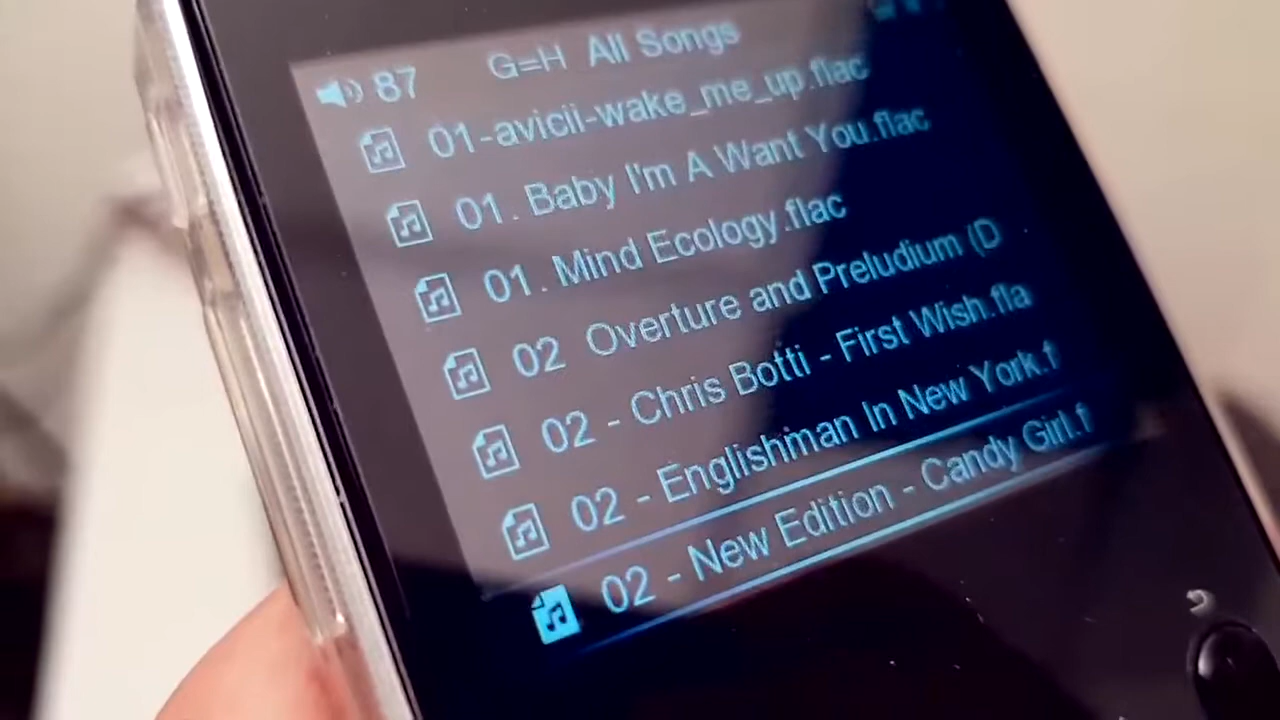 87 G=H All Songs
01-avicii-wake_me_up.flac
01. Baby I'm A Want You.flac
01. Mind Ecology.flac
02 Overture and Preludium (D
02 - Chris Botti - First Wish.fla
02 - Englishman In New York.f
02 - New Edition - Candy Girl.f